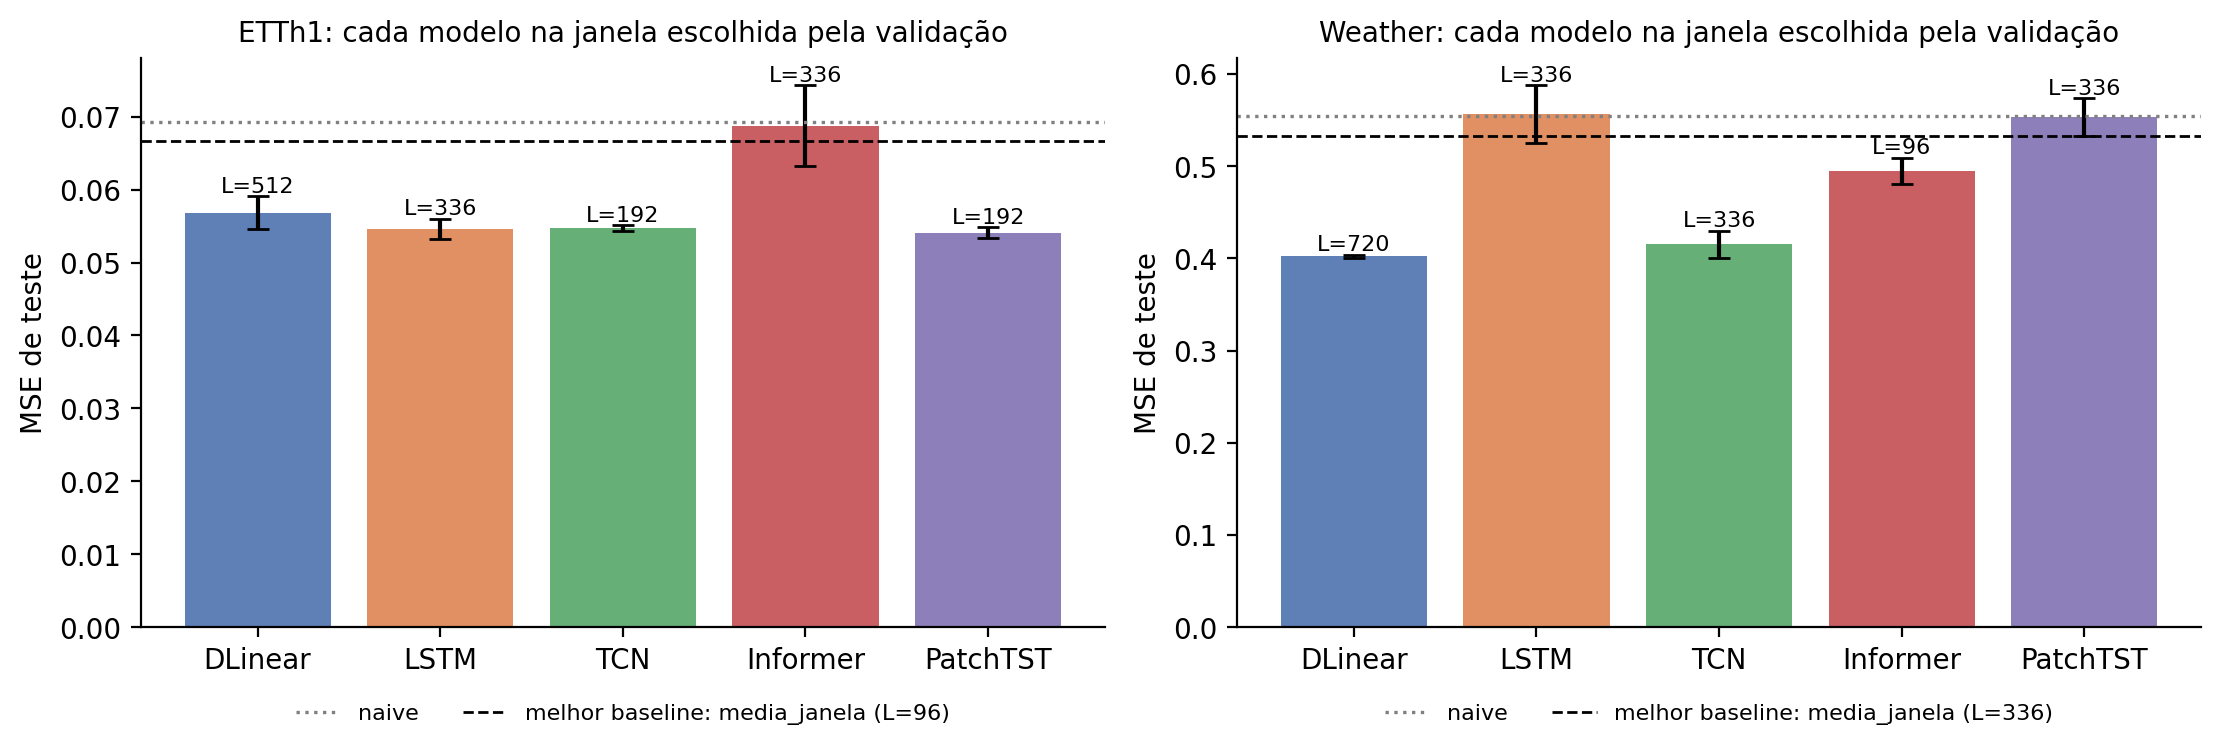 ETTh1: cada modelo na janela escolhida pela validação
MSE de teste
0.07
0.06
0.05
0.04
0.03
0.02
0.01
0.00
L=512
L=336
L=192
L=336
L=192
DLinear
LSTM
TCN
Informer
PatchTST
naive
melhor baseline: media_janela (L=96)
Weather: cada modelo na janela escolhida pela validação
MSE de teste
0.6
0.5
0.4
0.3
0.2
0.1
0.0
L=720
L=336
L=336
L=96
L=336
DLinear
LSTM
TCN
Informer
PatchTST
naive
melhor baseline: media_janela (L=336)